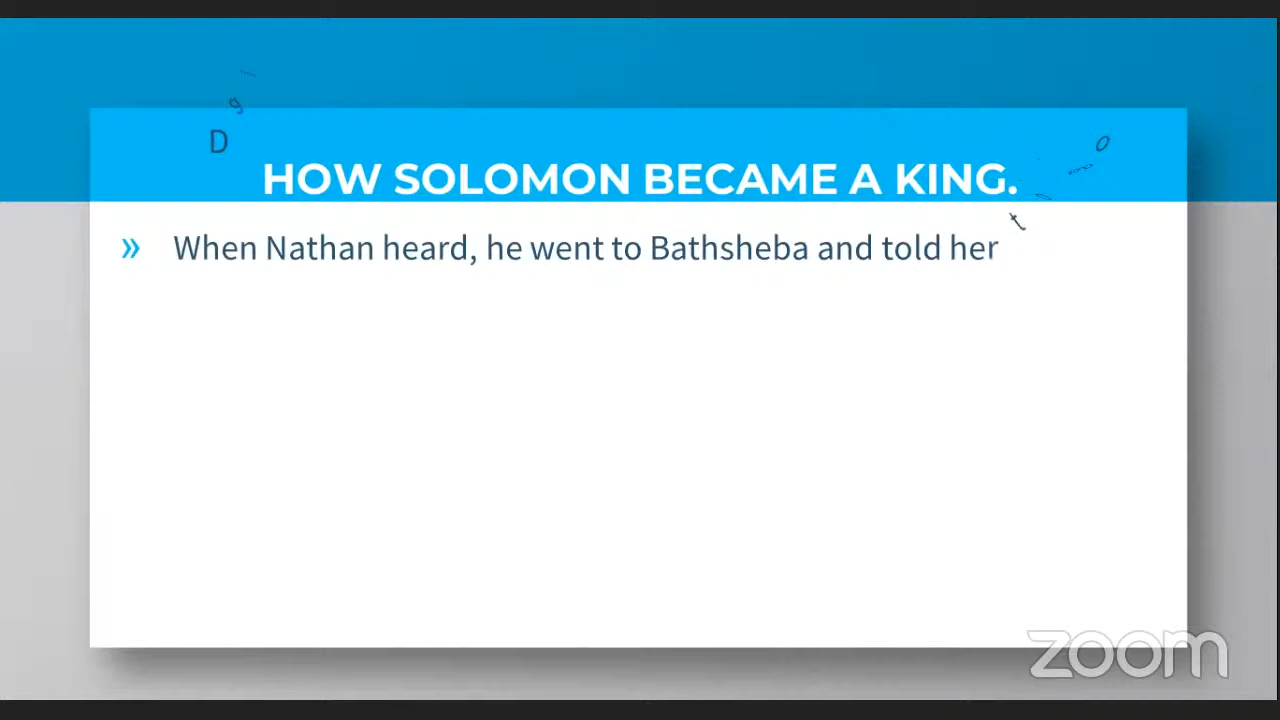 HOW SOLOMON BECAME A KING.
» When Nathan heard, he went to Bathsheba and told her
zoom